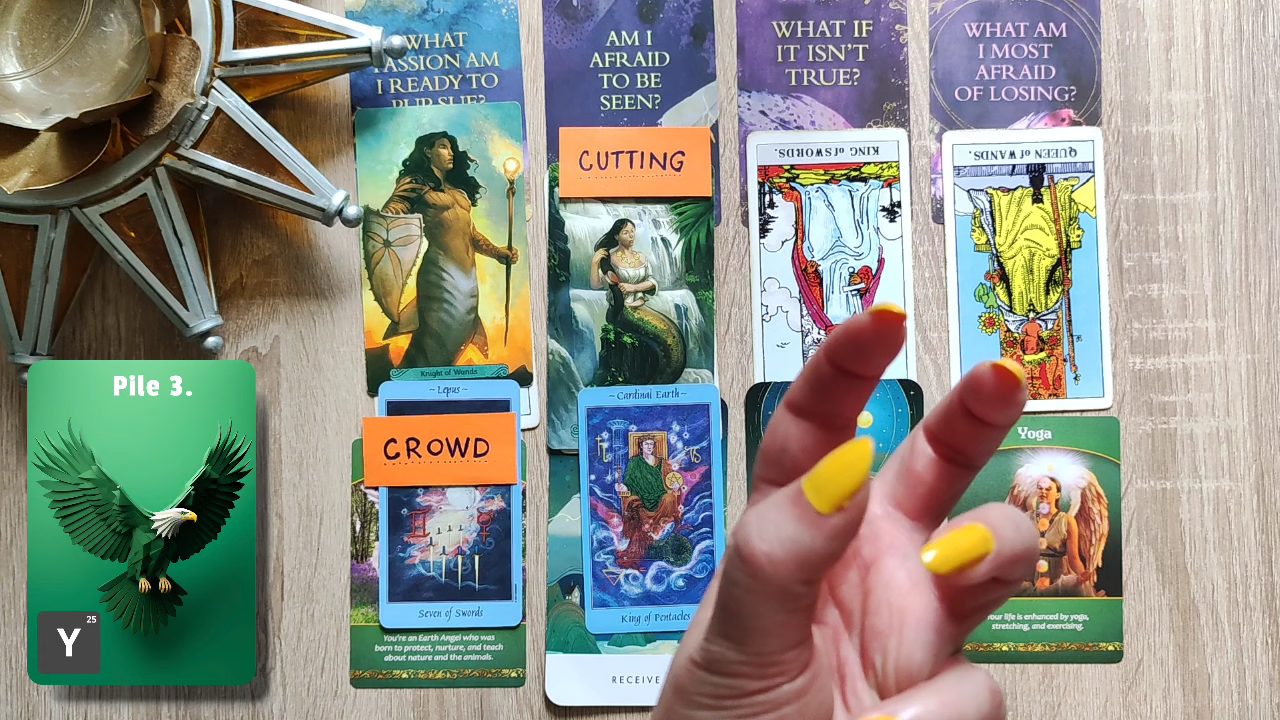 WHAT
PASSION AM
I READY TO
PURSUE?
AM I
AFRAID
TO BE
SEEN?
WHAT IF
IT ISN'T
TRUE?
WHAT AM
I MOST
AFRAID
OF LOSING?
CUTTING
KING of SWORDS.
QUEEN of WANDS.
Knight of Wands
~ Lepus ~
CROWD
Seven of Swords
You're an Earth Angel who was
born to protect, nurture, and teach
about nature and the animals.
~ Cardinal Earth ~
King of Pentacles
RECEIVE
Yoga
Your life is enhanced by yoga,
stretching, and exercising.
Pile 3.
Y
25